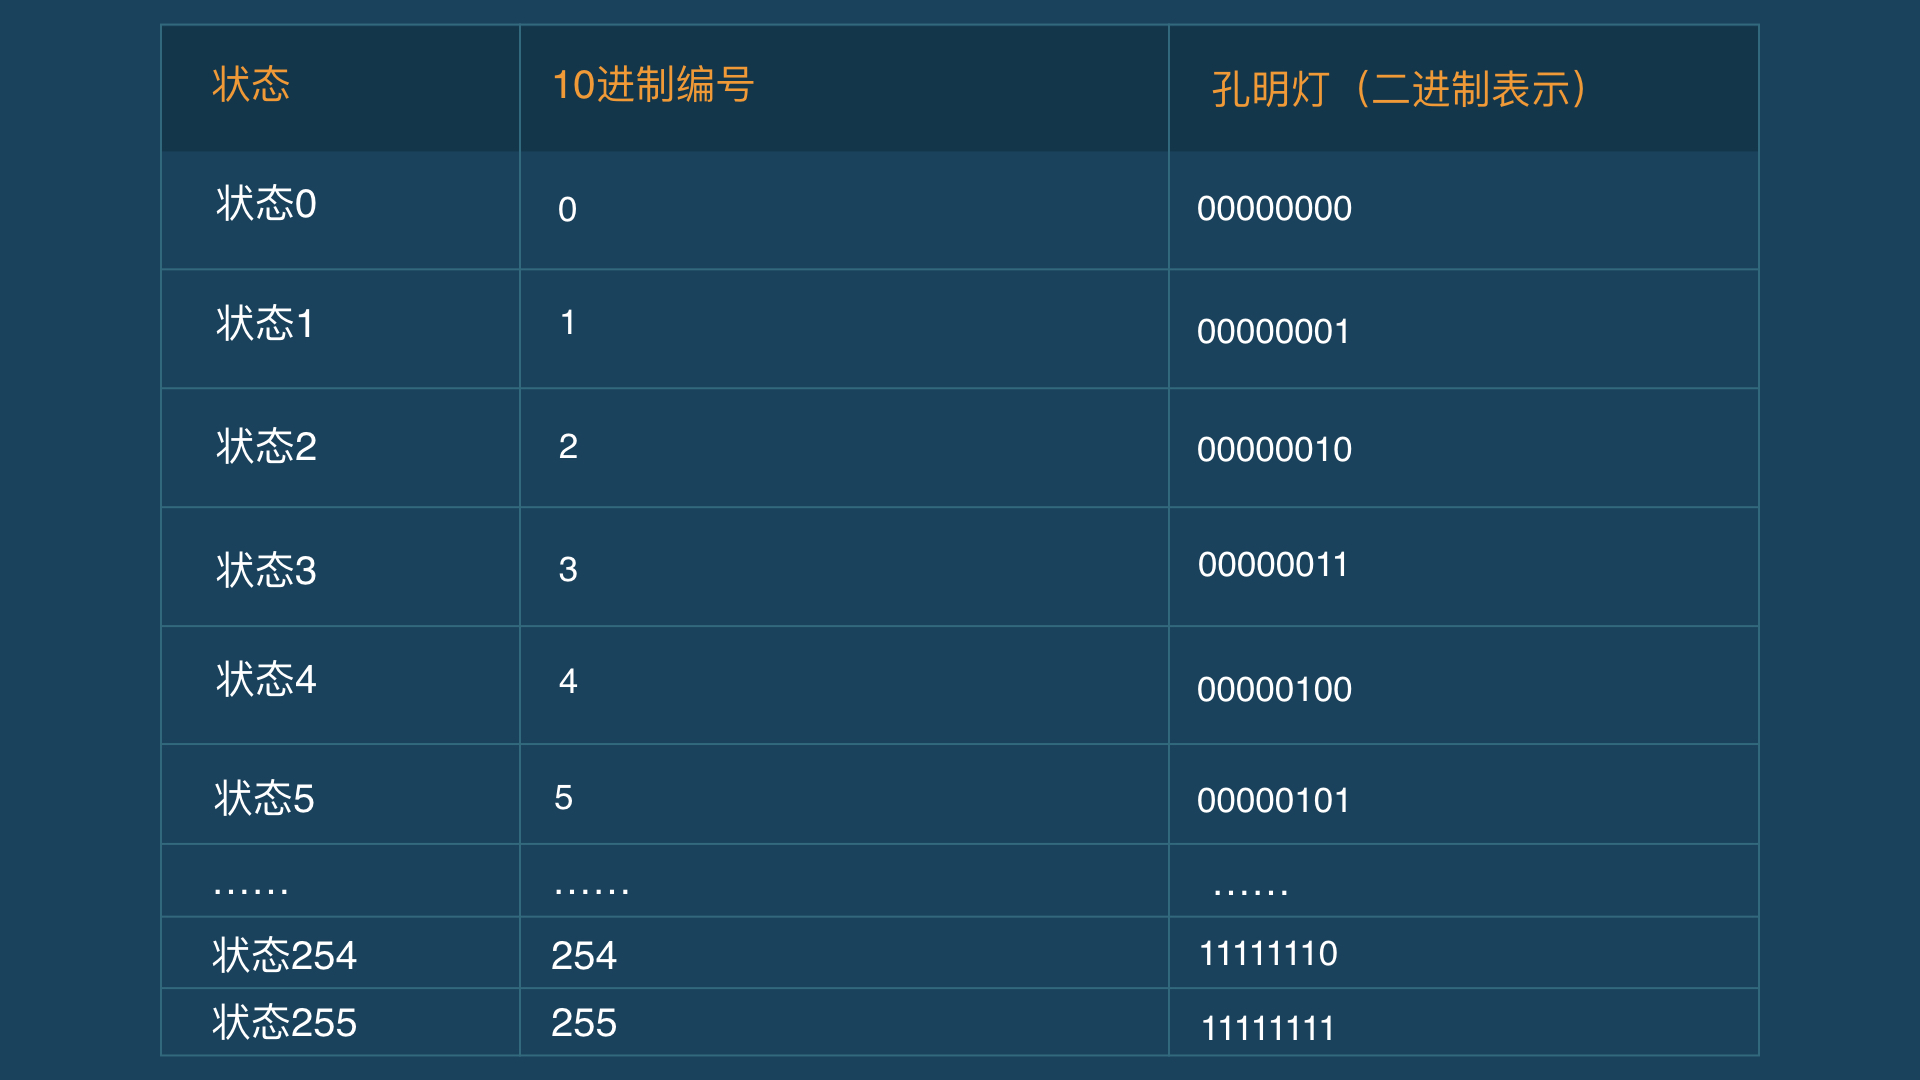 状态 10进制编号 孔明灯（二进制表示）
状态0 0 00000000
状态1 1 00000001
状态2 2 00000010
状态3 3 00000011
状态4 4 00000100
状态5 5 00000101
…… …… ……
状态254 254 11111110
状态255 255 11111111